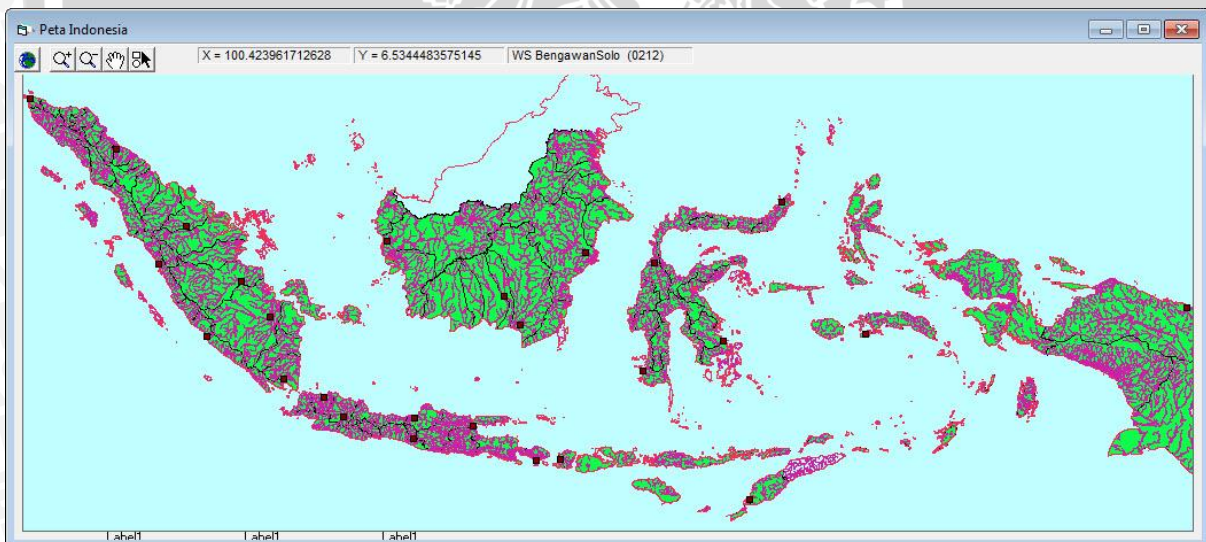 Peta Indonesia
X = 100.423961712628 Y = 6.5344483575145 WS BengawanSolo (0212)
Label1 Label1 Label1